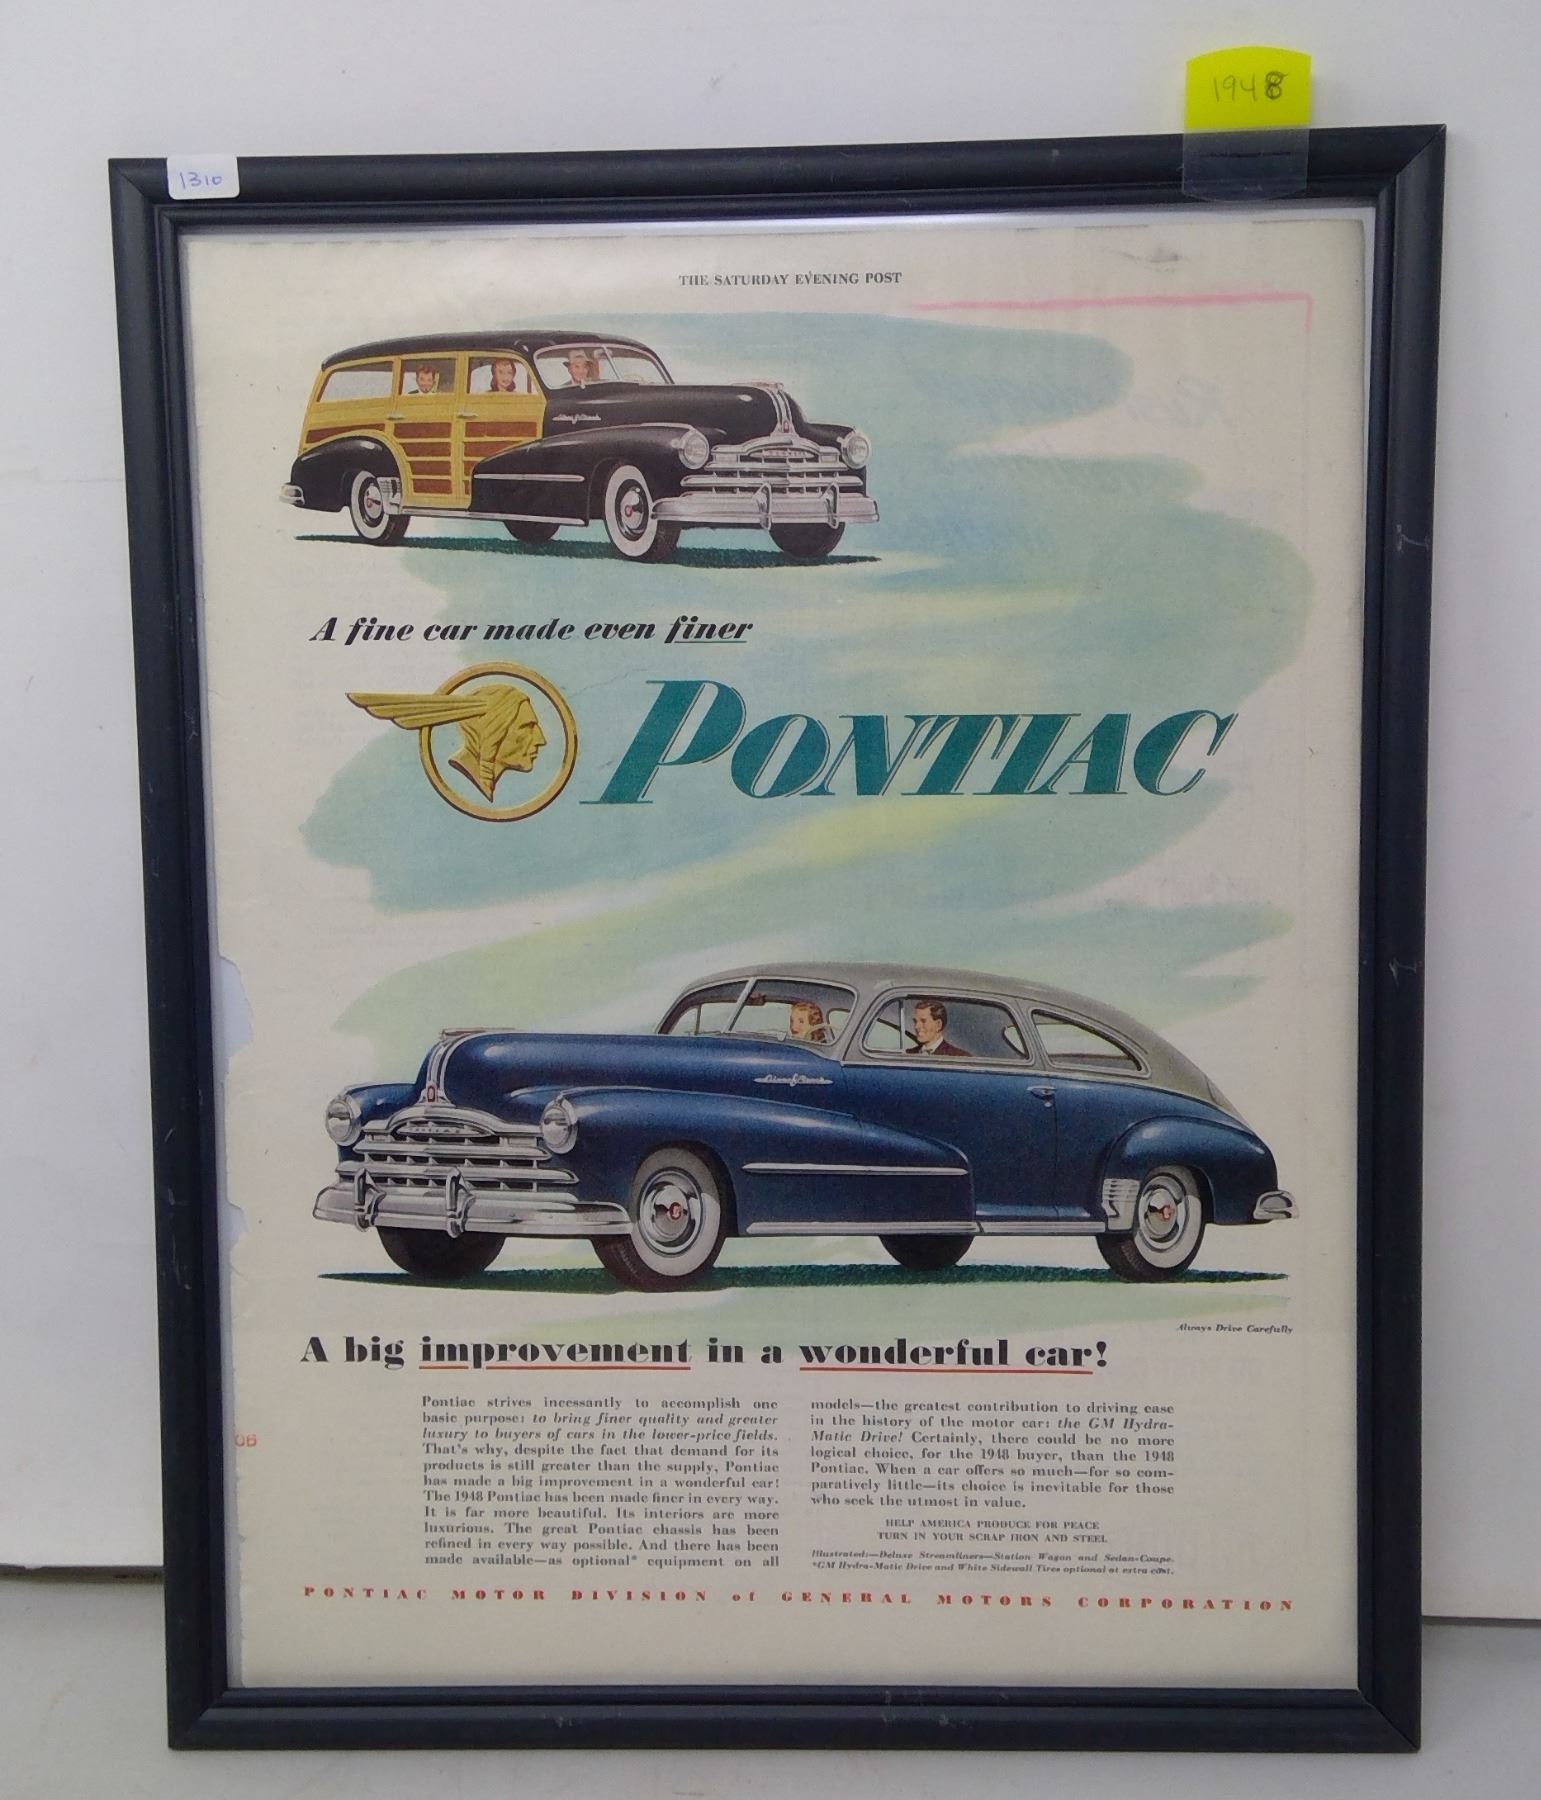 1948
1310
THE SATURDAY EVENING POST
Silver Streak
A fine car made even finer
PONTIAC
Silver Streak
PONTIAC
Always Drive Carefully
A big improvement in a wonderful car!
Pontiac strives incessantly to accomplish one
basic purpose: to bring finer quality and greater
luxury to buyers of cars in the lower-price fields.
That's why, despite the fact that demand for its
products is still greater than the supply, Pontiac
has made a big improvement in a wonderful car!
The 1948 Pontiac has been made finer in every way.
It is far more beautiful. Its interiors are more
luxurious. The great Pontiac chassis has been
refined in every way possible. And there has been
made available—as optional* equipment on all
models—the greatest contribution to driving ease
in the history of the motor car: the GM Hydra-
Matic Drive! Certainly, there could be no more
logical choice, for the 1948 buyer, than the 1948
Pontiac. When a car offers so much—for so com-
paratively little—its choice is inevitable for those
who seek the utmost in value.
HELP AMERICA PRODUCE FOR PEACE
TURN IN YOUR SCRAP IRON AND STEEL
Illustrated:—Deluxe Streamliners—Station Wagon and Sedan-Coupe.
*GM Hydra-Matic Drive and White Sidewall Tires optional at extra cost.
06
PONTIAC MOTOR DIVISION of GENERAL MOTORS CORPORATION